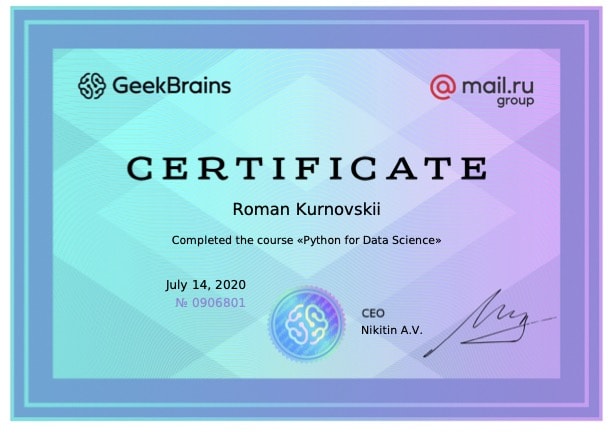 GeekBrains
@ mail.ru
group
CERTIFICATE
Roman Kurnovskii
Completed the course «Python for Data Science»
July 14, 2020
№ 0906801
CEO
Nikitin A.V.